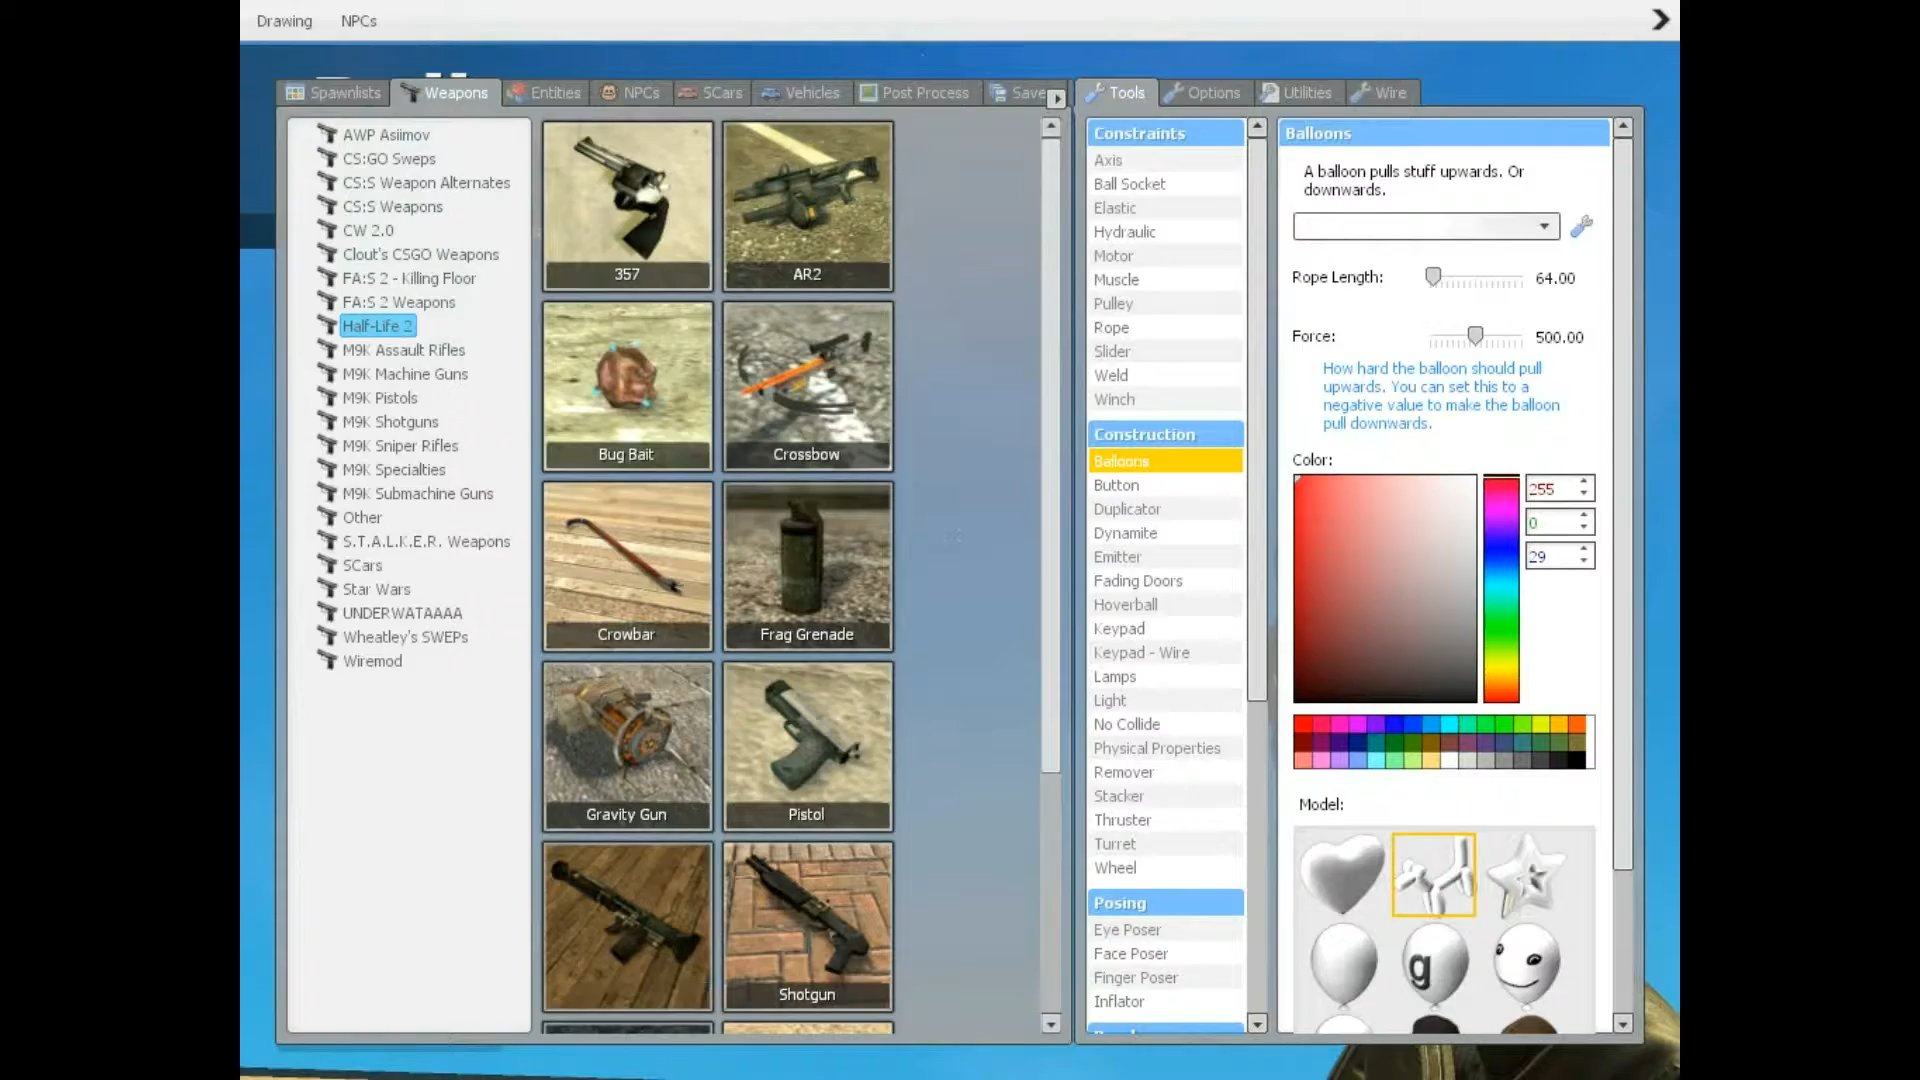 Drawing NPCs
Spawnlists Weapons Entities NPCs SCars Vehicles Post Process Save
Tools Options Utilities Wire
AWP Asiimov
CS:GO Sweps
CS:S Weapon Alternates
CS:S Weapons
CW 2.0
Clout's CSGO Weapons
FA:S 2 - Killing Floor
FA:S 2 Weapons
Half-Life 2
M9K Assault Rifles
M9K Machine Guns
M9K Pistols
M9K Shotguns
M9K Sniper Rifles
M9K Specialties
M9K Submachine Guns
Other
S.T.A.L.K.E.R. Weapons
SCars
Star Wars
UNDERWATAAAA
Wheatley's SWEPs
Wiremod
357
AR2
Bug Bait
Crossbow
Crowbar
Frag Grenade
Gravity Gun
Pistol
Shotgun
Constraints
Axis
Ball Socket
Elastic
Hydraulic
Motor
Muscle
Pulley
Rope
Slider
Weld
Winch
Construction
Balloons
Button
Duplicator
Dynamite
Emitter
Fading Doors
Hoverball
Keypad
Keypad - Wire
Lamps
Light
No Collide
Physical Properties
Remover
Stacker
Thruster
Turret
Wheel
Posing
Eye Poser
Face Poser
Finger Poser
Inflator
Balloons
A balloon pulls stuff upwards. Or
downwards.
Rope Length: 64.00
Force: 500.00
How hard the balloon should pull
upwards. You can set this to a
negative value to make the balloon
pull downwards.
Color:
255
0
29
Model:
g